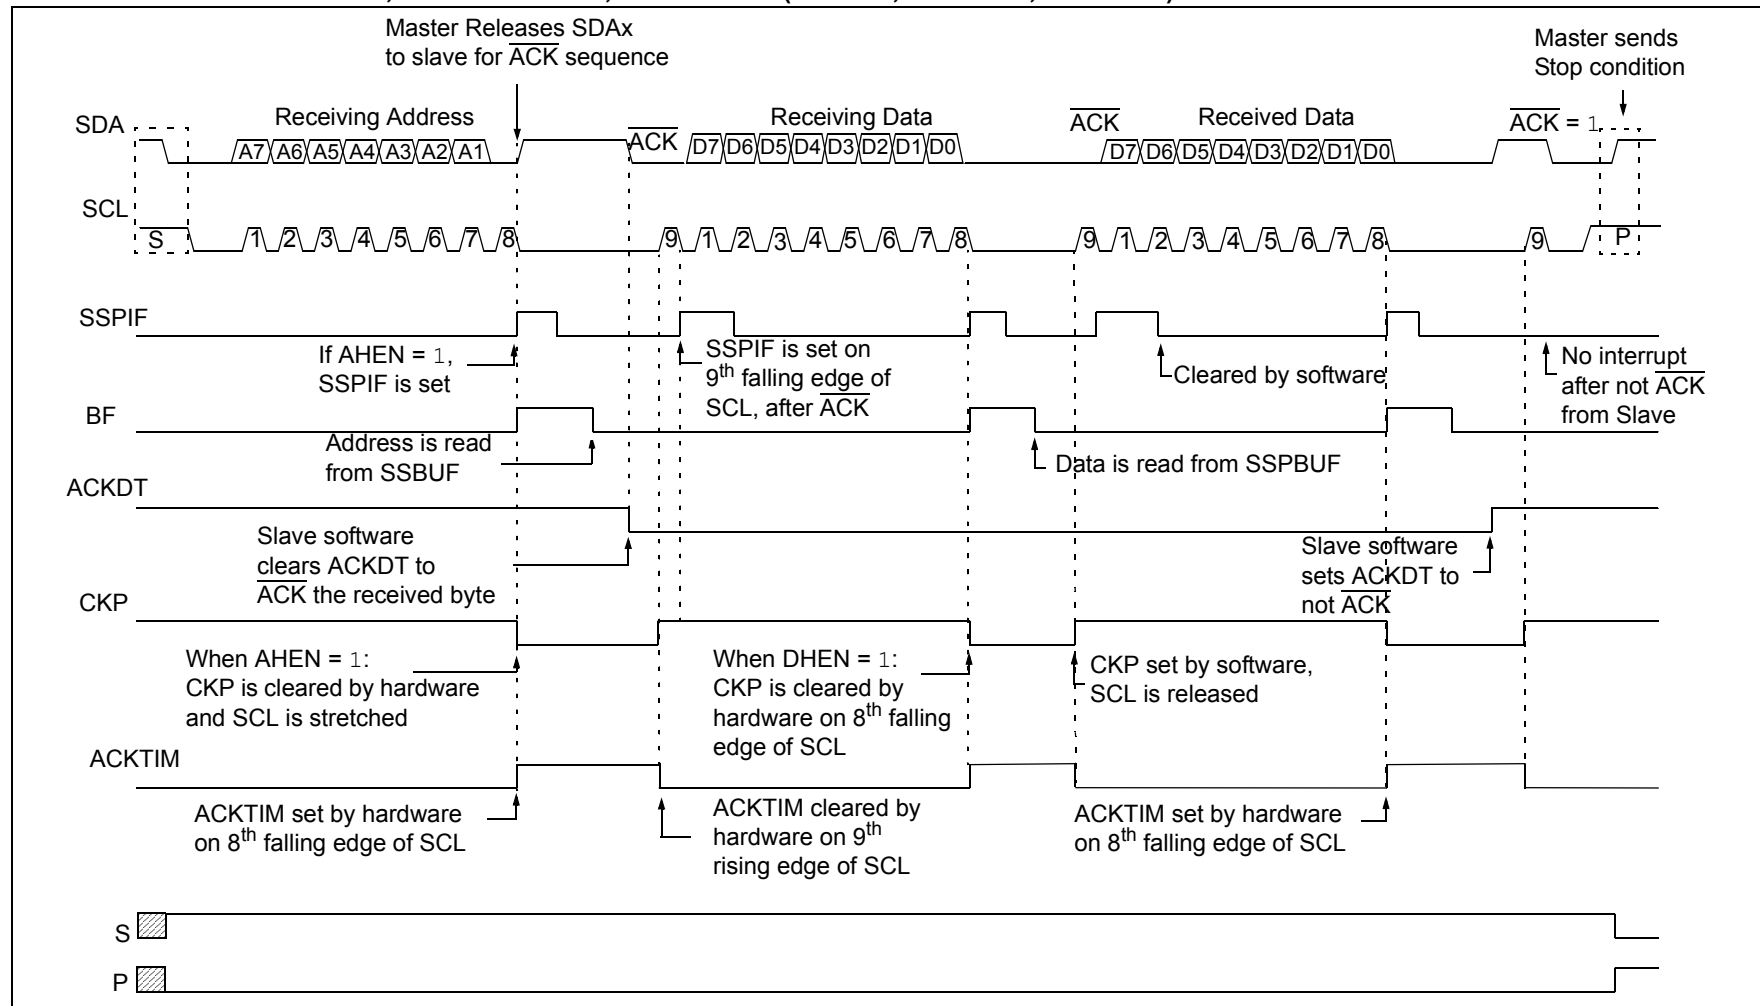 Master Releases SDAx
to slave for ACK sequence
Master sends
Stop condition
SDA
Receiving Address
ACK
Receiving Data
ACK
Received Data
ACK = 1
A7 A6 A5 A4 A3 A2 A1
D7 D6 D5 D4 D3 D2 D1 D0
D7 D6 D5 D4 D3 D2 D1 D0
SCL
S
1 2 3 4 5 6 7 8
9 1 2 3 4 5 6 7 8
9 1 2 3 4 5 6 7 8
9
P
SSPIF
If AHEN = 1,
SSPIF is set
SSPIF is set on
9th falling edge of
SCL, after ACK
Cleared by software
No interrupt
after not ACK
from Slave
BF
Address is read
from SSBUF
Data is read from SSPBUF
ACKDT
Slave software
clears ACKDT to
ACK the received byte
Slave software
sets ACKDT to
not ACK
CKP
When AHEN = 1:
CKP is cleared by hardware
and SCL is stretched
When DHEN = 1:
CKP is cleared by
hardware on 8th falling
edge of SCL
CKP set by software,
SCL is released
ACKTIM
ACKTIM set by hardware
on 8th falling edge of SCL
ACKTIM cleared by
hardware on 9th
rising edge of SCL
ACKTIM set by hardware
on 8th falling edge of SCL
S
P